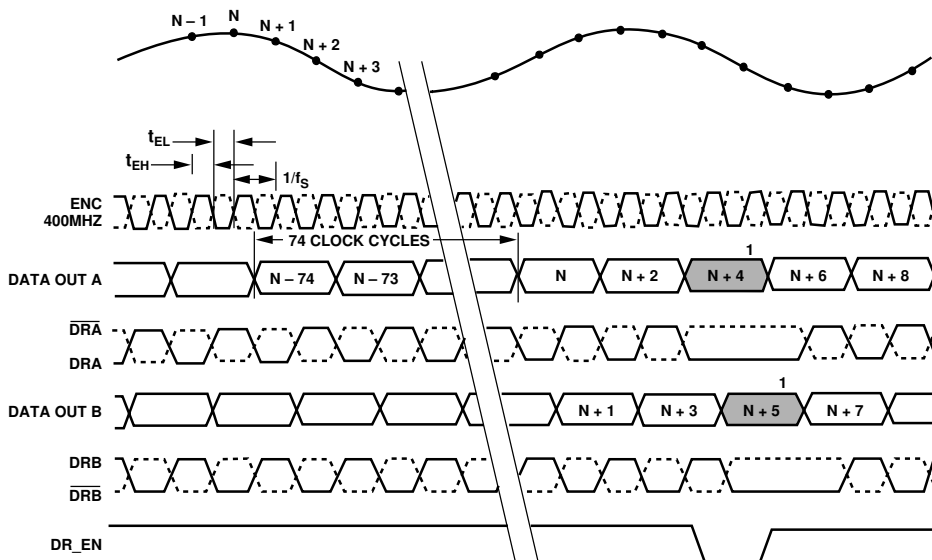 N – 1
N
N + 1
N + 2
N + 3
tEL
tEH
1/fS
ENC
400MHZ
74 CLOCK CYCLES
1
DATA OUT A
N – 74
N – 73
N
N + 2
N + 4
N + 6
N + 8
DRA
DRA
1
DATA OUT B
N + 1
N + 3
N + 5
N + 7
DRB
DRB
DR_EN